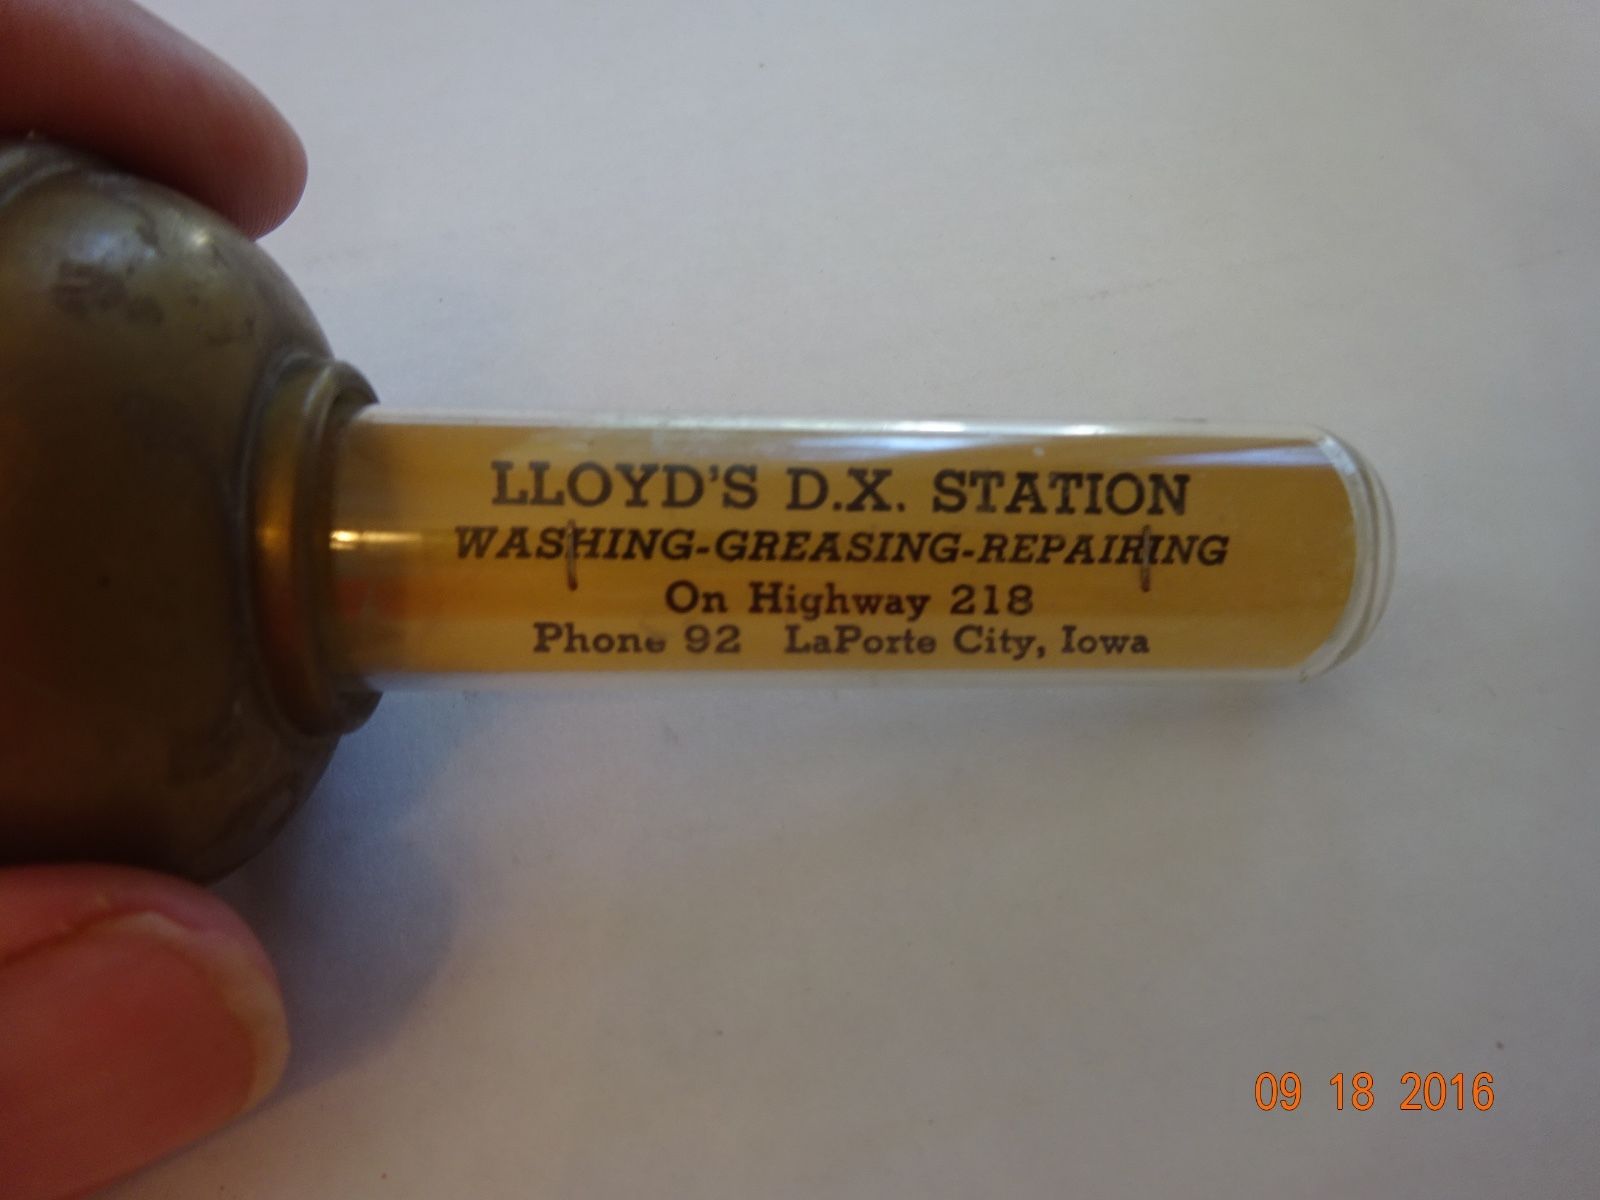 LLOYD'S D.X. STATION
WASHING-GREASING-REPAIRING
On Highway 218
Phone 92 LaPorte City, Iowa
09 18 2016